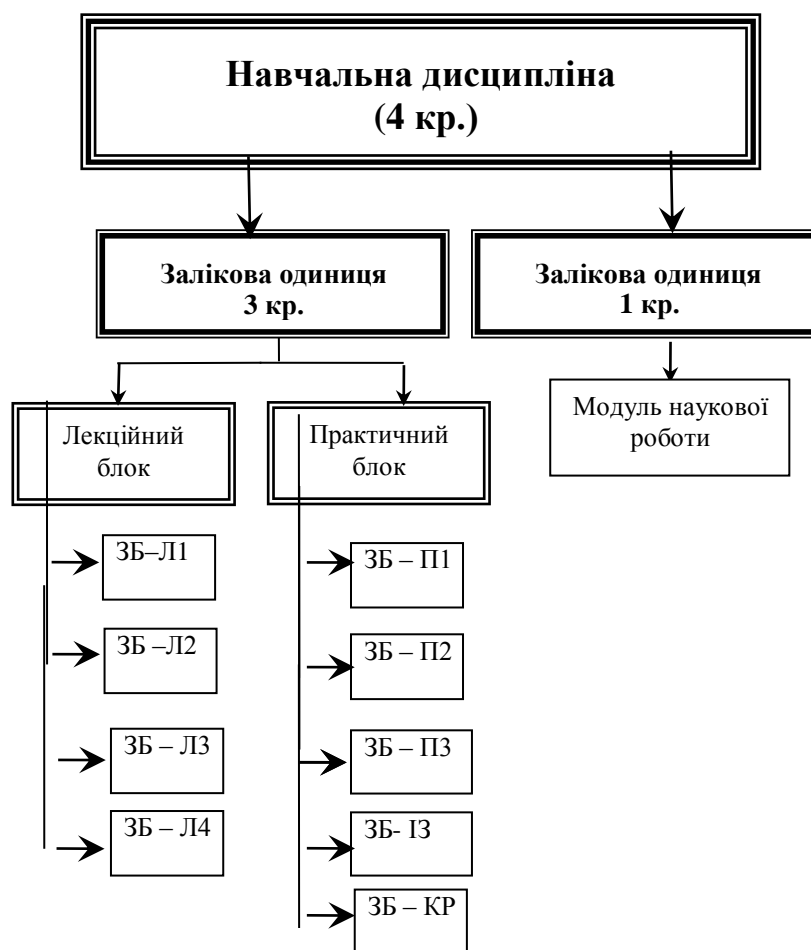 Навчальна дисципліна
(4 кр.)
Залікова одиниця
3 кр.
Залікова одиниця
1 кр.
Лекційний
блок
Практичний
блок
Модуль наукової
роботи
ЗБ–Л1
ЗБ –Л2
ЗБ – Л3
ЗБ – Л4
ЗБ – П1
ЗБ – П2
ЗБ – П3
ЗБ- ІЗ
ЗБ – КР